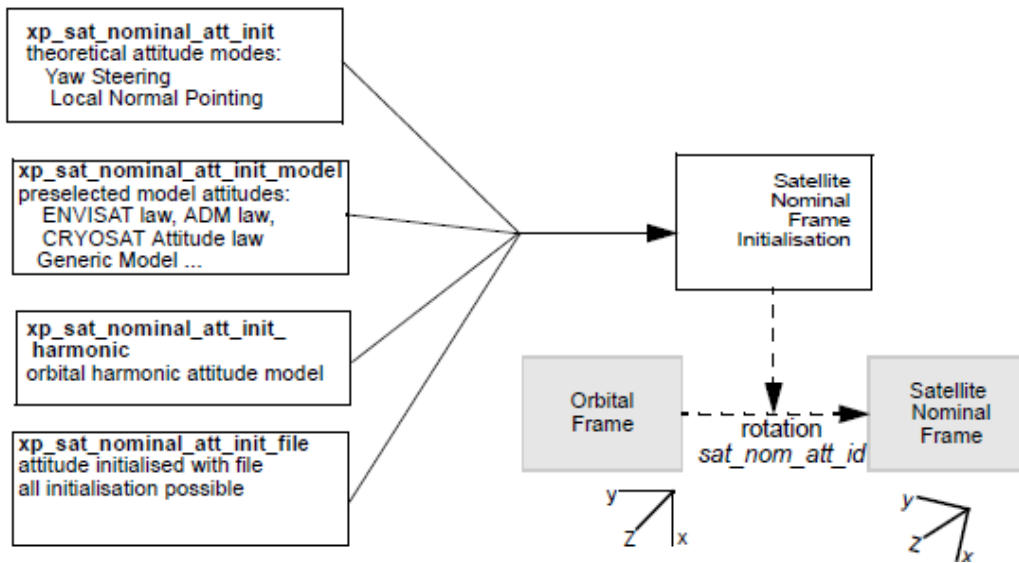 xp_sat_nominal_att_init
theoretical attitude modes:
Yaw Steering
Local Normal Pointing
xp_sat_nominal_att_init_model
preselected model attitudes:
ENVISAT law, ADM law,
CRYOSAT Attitude law
Generic Model ...
xp_sat_nominal_att_init_
harmonic
orbital harmonic attitude model
xp_sat_nominal_att_init_file
attitude initialised with file
all initialisation possible
Satellite
Nominal
Frame
Initialisation
Orbital
Frame
rotation
sat_nom_att_id
Satellite
Nominal
Frame
y
Z
x
y
Z
x